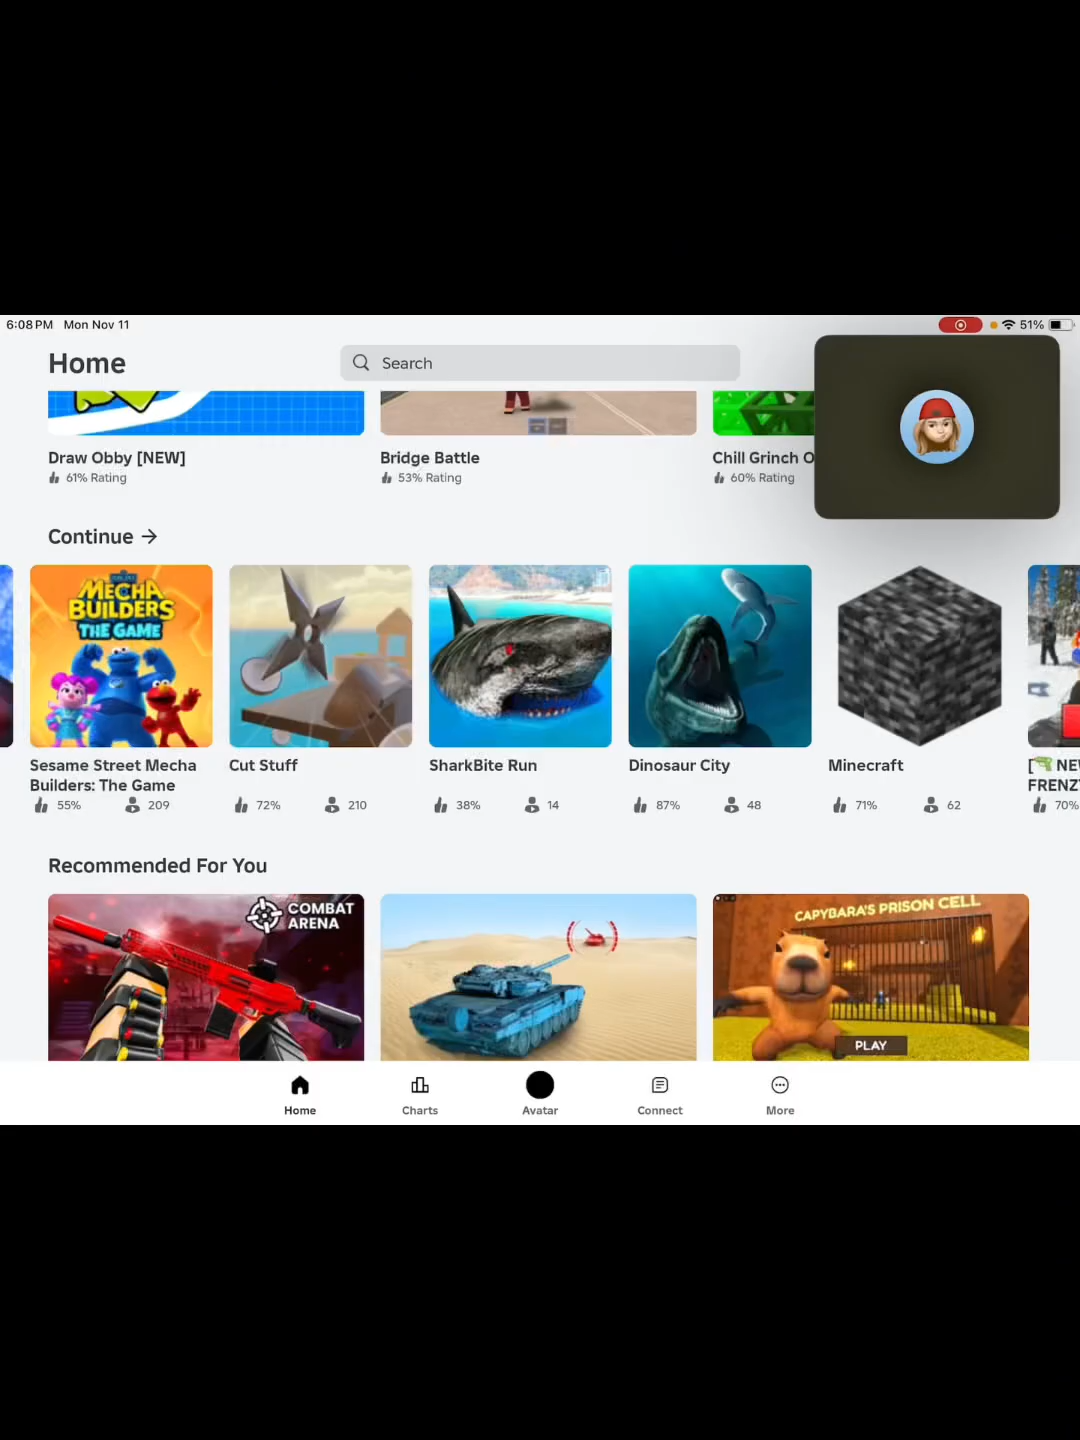 6:08 PM Mon Nov 11
51%
Home
Search
Draw Obby [NEW]
61% Rating
Bridge Battle
53% Rating
Chill Grinch O
60% Rating
Continue →
MECHA
BUILDERS
THE GAME
Sesame Street Mecha
Builders: The Game
55% 209
Cut Stuff
72% 210
SharkBite Run
38% 14
Dinosaur City
87% 48
Minecraft
71% 62
[🔫 NE
FRENZ
70%
Recommended For You
COMBAT
ARENA
CAPYBARA'S PRISON CELL
PLAY
Home
Charts
Avatar
Connect
More